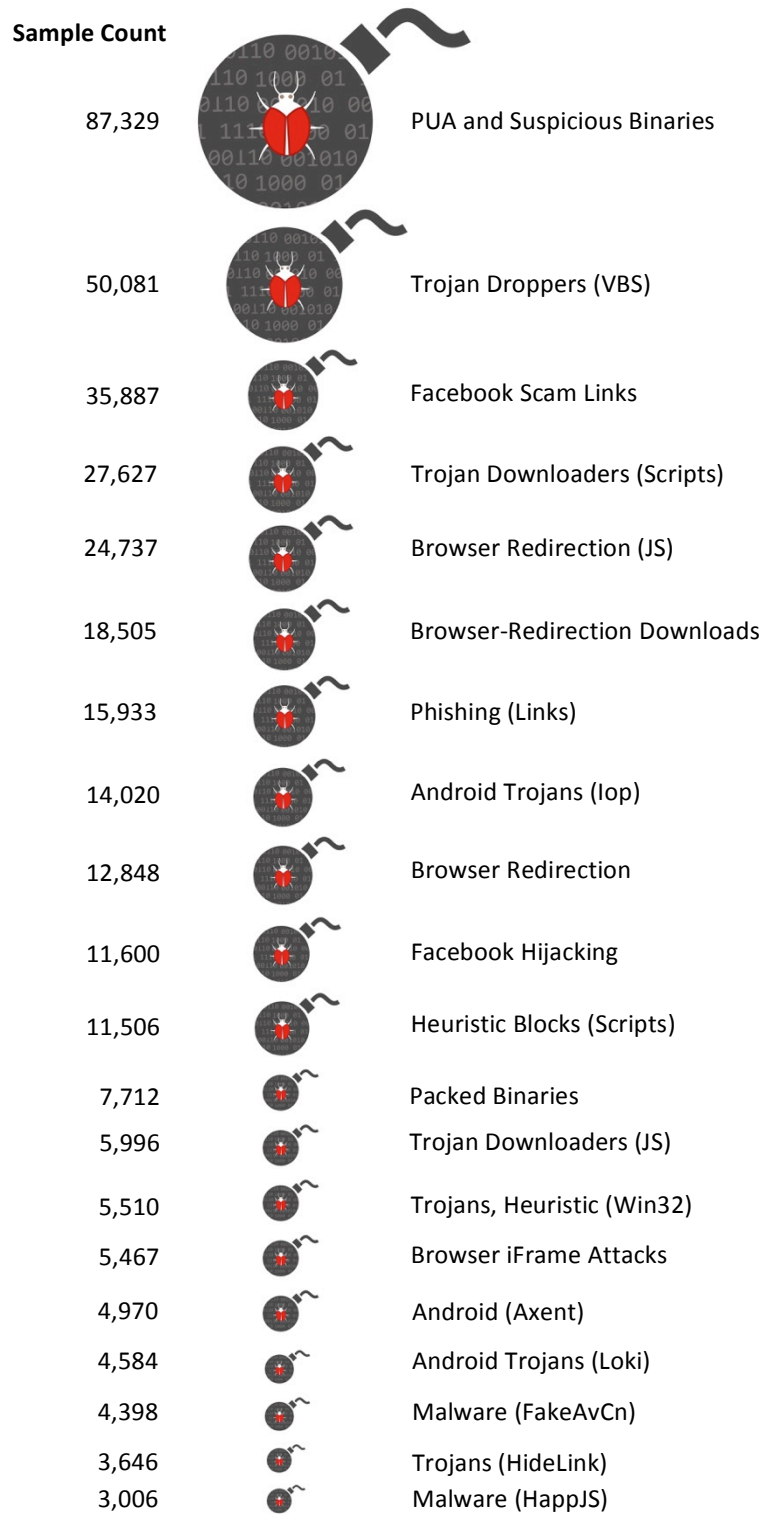 Sample Count
87,329 PUA and Suspicious Binaries
50,081 Trojan Droppers (VBS)
35,887 Facebook Scam Links
27,627 Trojan Downloaders (Scripts)
24,737 Browser Redirection (JS)
18,505 Browser-Redirection Downloads
15,933 Phishing (Links)
14,020 Android Trojans (Iop)
12,848 Browser Redirection
11,600 Facebook Hijacking
11,506 Heuristic Blocks (Scripts)
7,712 Packed Binaries
5,996 Trojan Downloaders (JS)
5,510 Trojans, Heuristic (Win32)
5,467 Browser iFrame Attacks
4,970 Android (Axent)
4,584 Android Trojans (Loki)
4,398 Malware (FakeAvCn)
3,646 Trojans (HideLink)
3,006 Malware (HappJS)